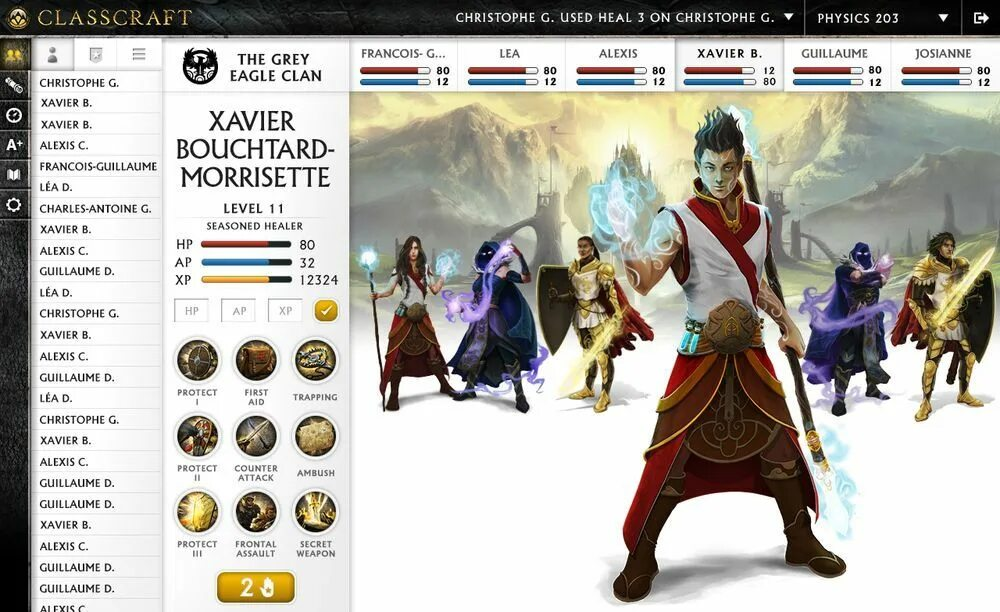 CLASSCRAFT
CHRISTOPHE G. USED HEAL 3 ON CHRISTOPHE G.
PHYSICS 203
A+
CHRISTOPHE G.
XAVIER B.
XAVIER B.
ALEXIS C.
FRANCOIS-GUILLAUME
LÉA D.
CHARLES-ANTOINE G.
XAVIER B.
ALEXIS C.
GUILLAUME D.
LÉA D.
CHRISTOPHE G.
XAVIER B.
ALEXIS C.
GUILLAUME D.
LÉA D.
CHRISTOPHE G.
XAVIER B.
ALEXIS C.
GUILLAUME D.
GUILLAUME D.
XAVIER B.
ALEXIS C.
GUILLAUME D.
GUILLAUME D.
ALEXIS C.
THE GREY
EAGLE CLAN
XAVIER
BOUCHTARD-
MORRISETTE
LEVEL 11
SEASONED HEALER
HP 80
AP 32
XP 12324
HP AP XP
PROTECT
I
FIRST
AID
TRAPPING
PROTECT
II
COUNTER
ATTACK
AMBUSH
PROTECT
III
FRONTAL
ASSAULT
SECRET
WEAPON
2
FRANCOIS- G...
80
12
LEA
80
12
ALEXIS
80
12
XAVIER B.
12
80
GUILLAUME
80
12
JOSIANNE
80
12